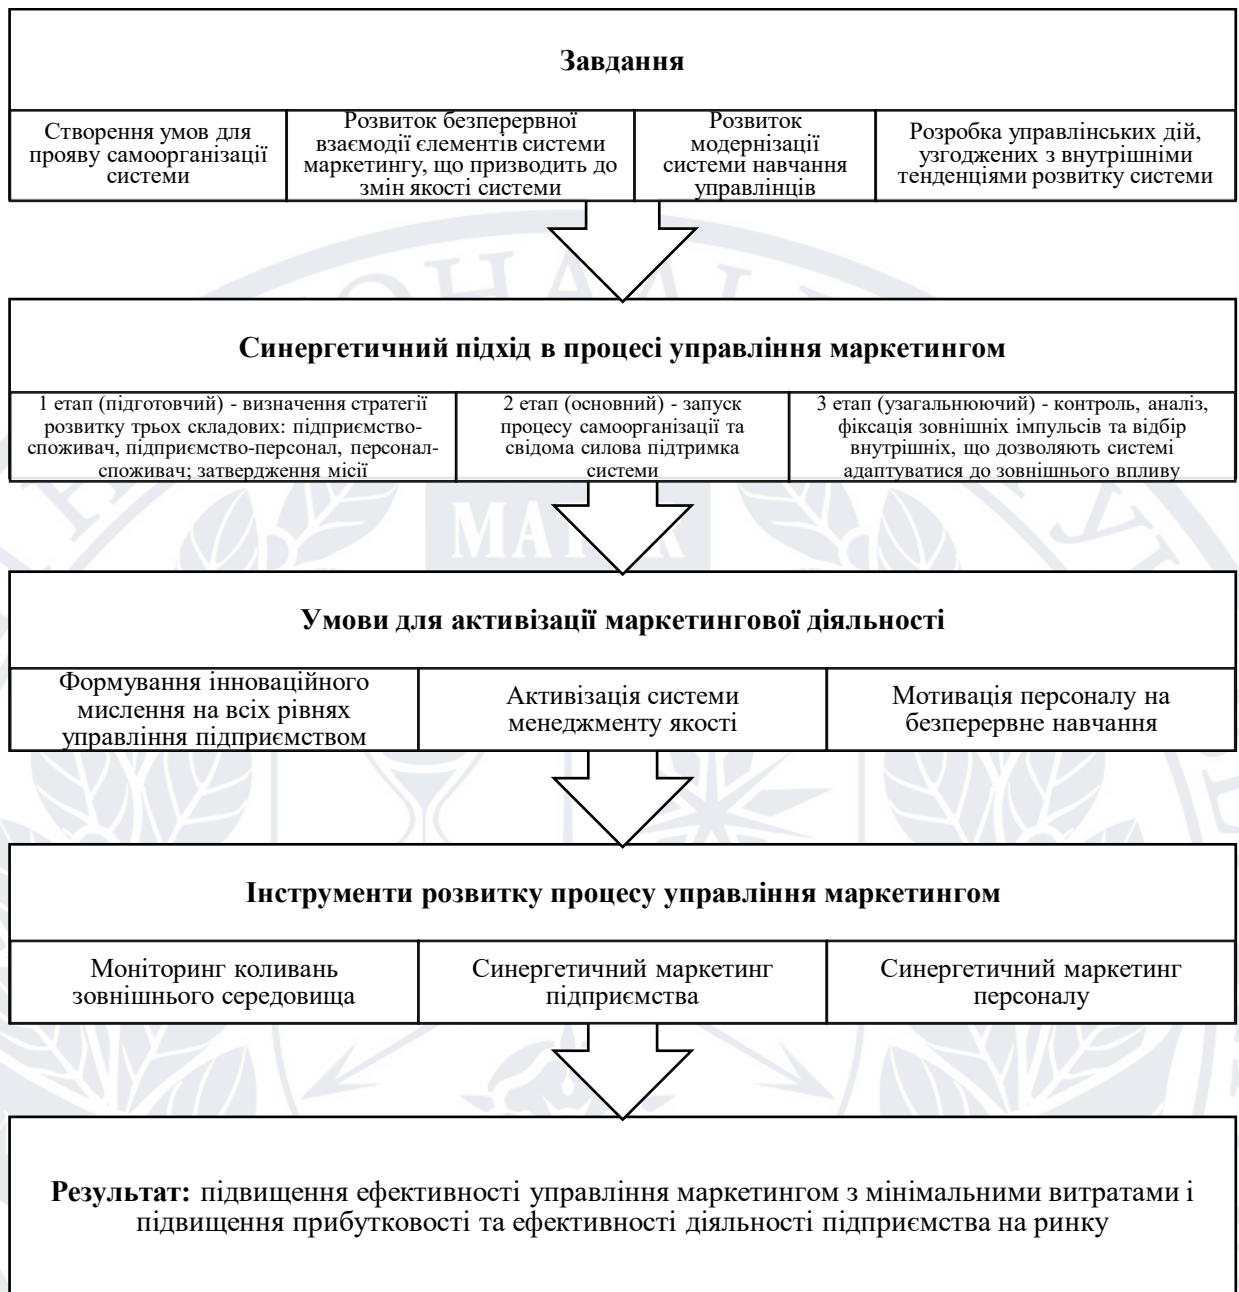 Завдання
Створення умов для
прояву самоорганізації
системи
Розвиток безперервної
взаємодії єлементів системи
маркетингу, що призводить до
змін якості системи
Розвиток
модернізації
системи навчання
управлінців
Розробка управлінських дій,
узгоджених з внутрішніми
тенденціями розвитку системи
Синергетичний підхід в процесі управління маркетингом
1 етап (підготовчий) - визначення стратегії
розвитку трьох складових: підприємство-
споживач, підприємство-персонал, персонал-
споживач; затвердження місії
2 етап (основний) - запуск
процесу самоорганізації та
свідома силова підтримка
системи
3 етап (узагальнюючий) - контроль, аналіз,
фіксація зовнішніх імпульсів та відбір
внутрішніх, що дозволяють системі
адаптуватися до зовнішнього впливу
Умови для активізації маркетингової діяльності
Формування інноваційного
мислення на всіх рівнях
управління підприємством
Активізація системи
менеджменту якості
Мотивація персоналу на
безперервне навчання
Інструменти розвитку процесу управління маркетингом
Моніторинг коливань
зовнішнього середовища
Синергетичний маркетинг
підприємства
Синергетичний маркетинг
персоналу
Результат: підвищення ефективності управління маркетингом з мінімальними витратами і
підвищення прибутковості та ефективності діяльності підприємства на ринку